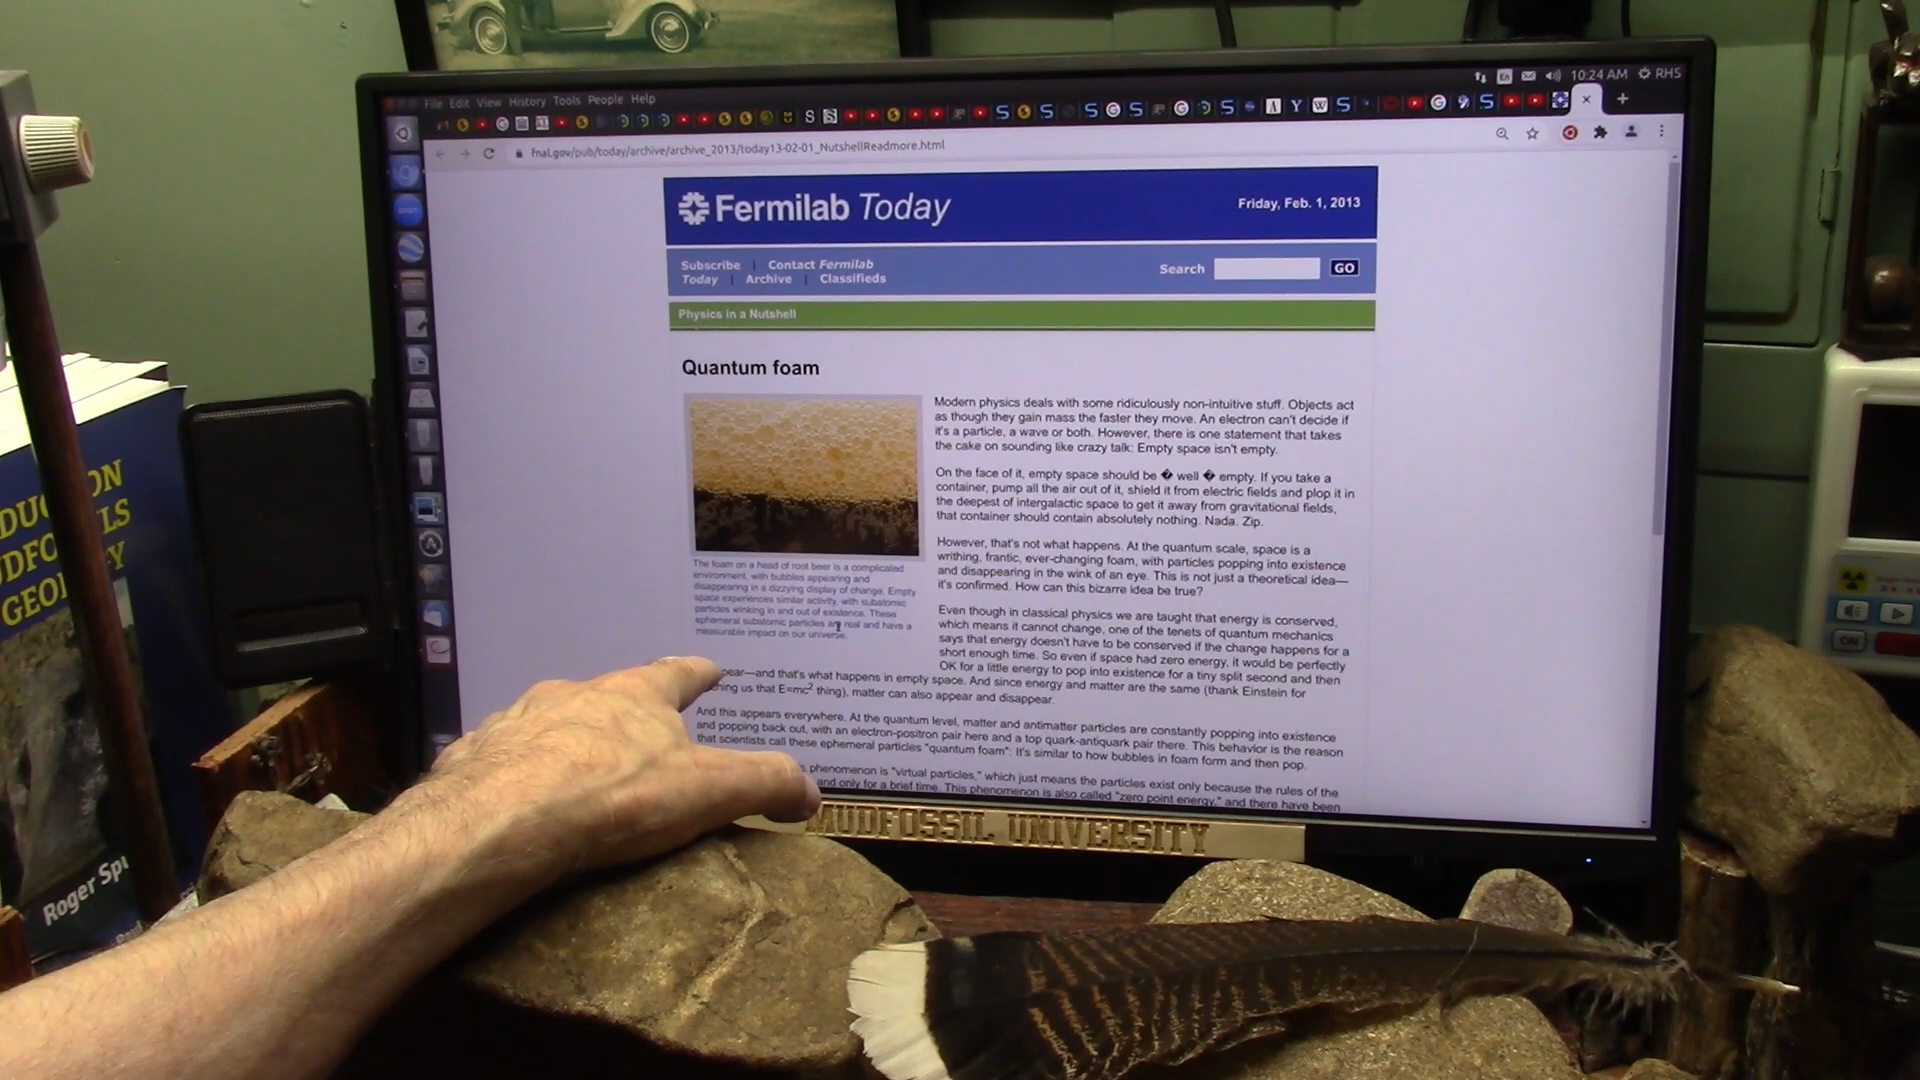 File Edit View History Tools People Help
10:24 AM RHS
fnal.gov/pub/today/archive/archive_2013/today13-02-01_NutshellReadmore.html
Fermilab Today
Friday, Feb. 1, 2013
Subscribe | Contact Fermilab
Today | Archive | Classifieds
Search GO
Physics in a Nutshell
Quantum foam
The foam on a head of root beer is a complicated
environment, with bubbles appearing and
disappearing in a dizzying display of change. Empty
space experiences similar activity, with subatomic
particles winking in and out of existence. These
ephemeral subatomic particles are real and have a
measurable impact on our universe.
Modern physics deals with some ridiculously non-intuitive stuff. Objects act
as though they gain mass the faster they move. An electron can't decide if
it's a particle, a wave or both. However, there is one statement that takes
the cake on sounding like crazy talk: Empty space isn't empty.
On the face of it, empty space should be � well � empty. If you take a
container, pump all the air out of it, shield it from electric fields and plop it in
the deepest of intergalactic space to get it away from gravitational fields,
that container should contain absolutely nothing. Nada. Zip.
However, that's not what happens. At the quantum scale, space is a
writhing, frantic, ever-changing foam, with particles popping into existence
and disappearing in the wink of an eye. This is not just a theoretical idea—
it's confirmed. How can this bizarre idea be true?
Even though in classical physics we are taught that energy is conserved,
which means it cannot change, one of the tenets of quantum mechanics
says that energy doesn't have to be conserved if the change happens for a
short enough time. So even if space had zero energy, it would be perfectly
OK for a little energy to pop into existence for a tiny split second and then
pear—and that's what happens in empty space. And since energy and matter are the same (thank Einstein for
ching us that E=mc² thing), matter can also appear and disappear.
And this appears everywhere. At the quantum level, matter and antimatter particles are constantly popping into existence
and popping back out, with an electron-positron pair here and a top quark-antiquark pair there. This behavior is the reason
that scientists call these ephemeral particles "quantum foam": It's similar to how bubbles in foam form and then pop.
s phenomenon is "virtual particles," which just means the particles exist only because the rules of the
and only for a brief time. This phenomenon is also called "zero point energy," and there have been
MUDFOSSIL UNIVERSITY
Roger Sp
ON